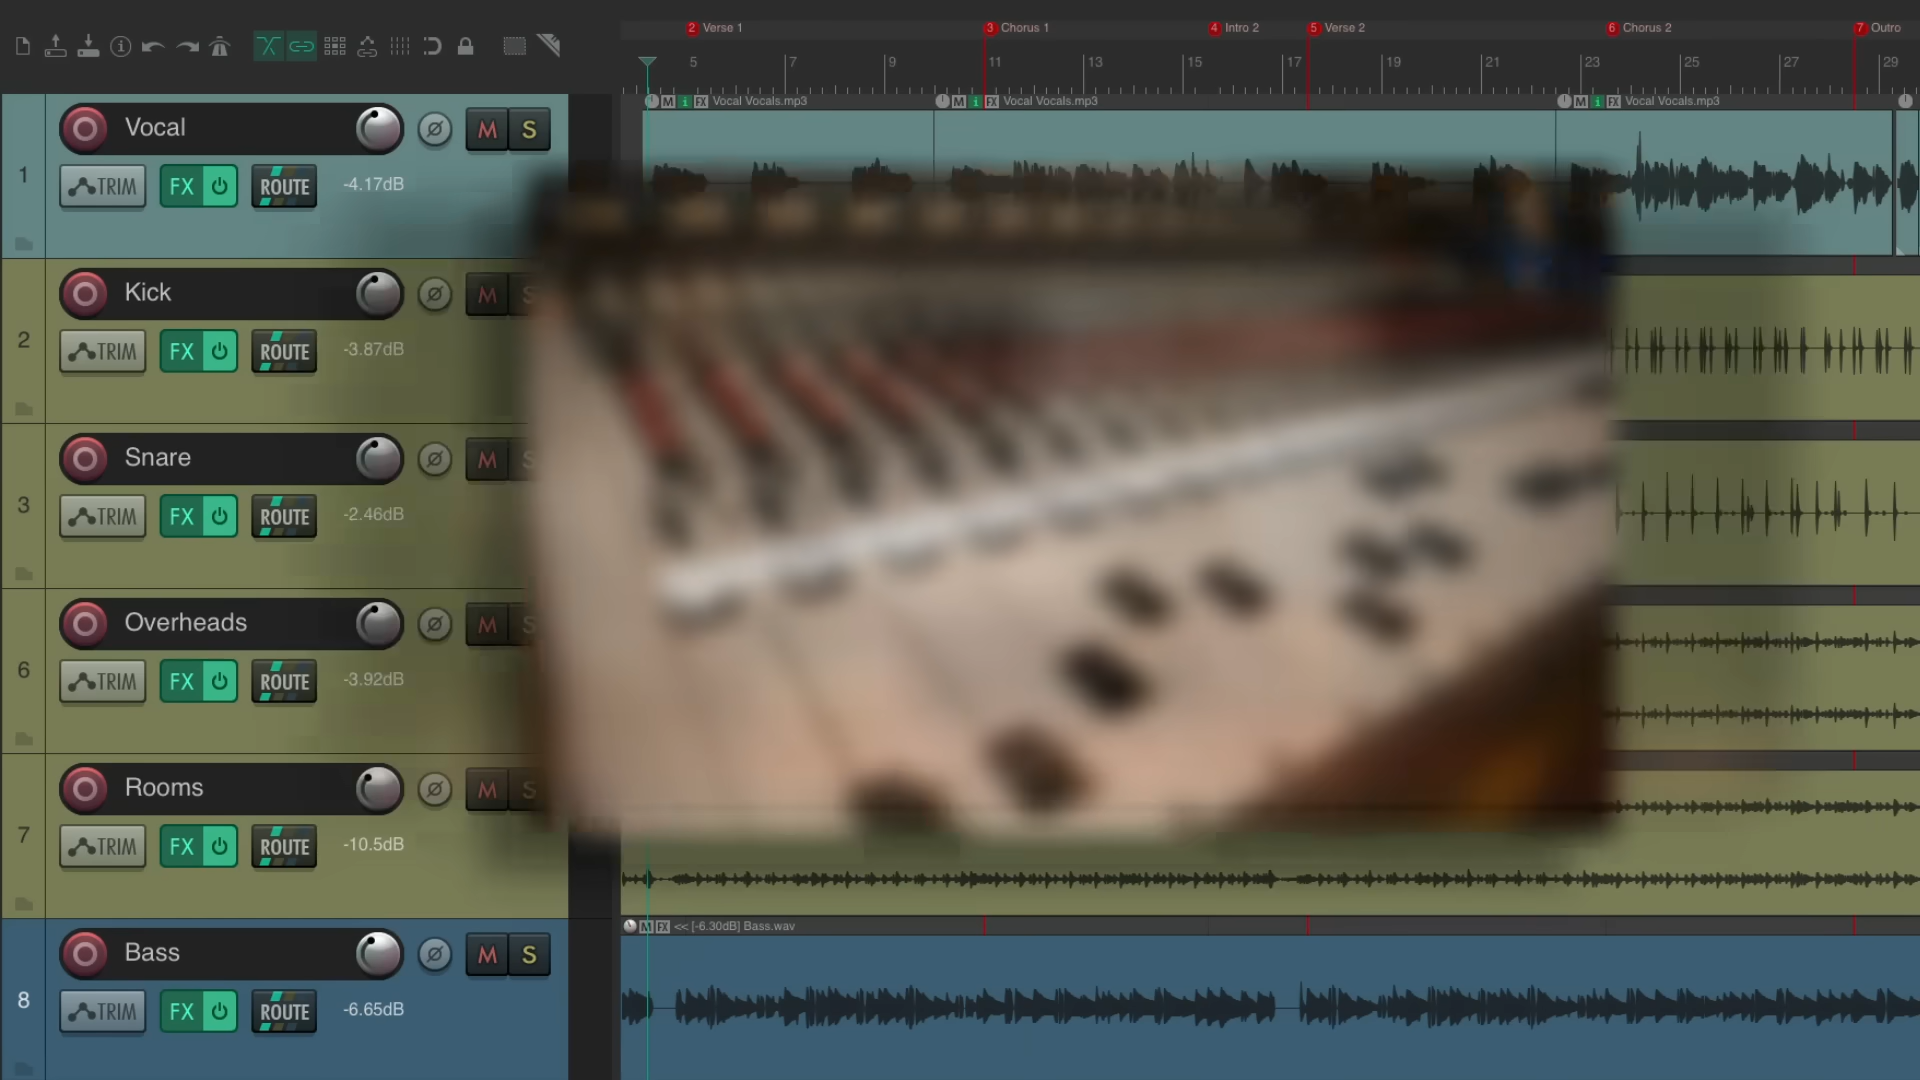 2 Verse 1 3 Chorus 1 4 Intro 2 5 Verse 2 6 Chorus 2 7 Outro
5 7 9 11 13 15 17 19 21 23 25 27 29
M i FX Vocal Vocals.mp3 M i FX Vocal Vocals.mp3 M i FX Vocal Vocals.mp3
1 Vocal M S
TRIM FX ROUTE -4.17dB
2 Kick M S
TRIM FX ROUTE -3.87dB
3 Snare M S
TRIM FX ROUTE -2.46dB
6 Overheads M S
TRIM FX ROUTE -3.92dB
7 Rooms M S
TRIM FX ROUTE -10.5dB
M FX << [-6.30dB] Bass.wav
8 Bass M S
TRIM FX ROUTE -6.65dB